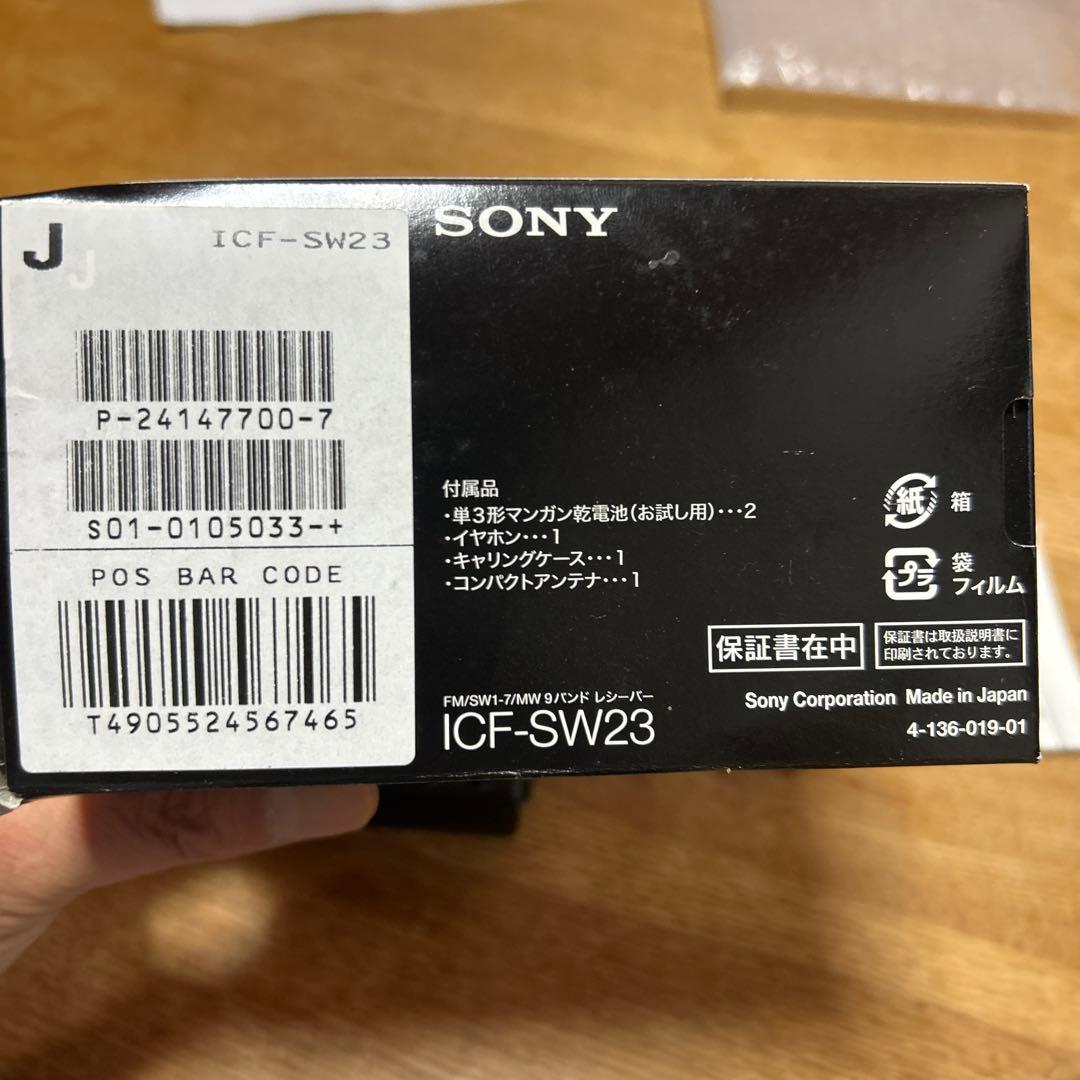 J
J
ICF-SW23
P-24147700-7
S01-0105033-+
POS BAR CODE
T4905524567465
SONY
付属品
・単3形マンガン乾電池（お試し用）・・・2
・イヤホン・・・1
・キャリングケース・・・1
・コンパクトアンテナ・・・1
紙 箱
プラ 袋
フィルム
保証書在中
保証書は取扱説明書に
印刷されております。
FM/SW1-7/MW 9バンド レシーバー
ICF-SW23
Sony Corporation Made in Japan
4-136-019-01